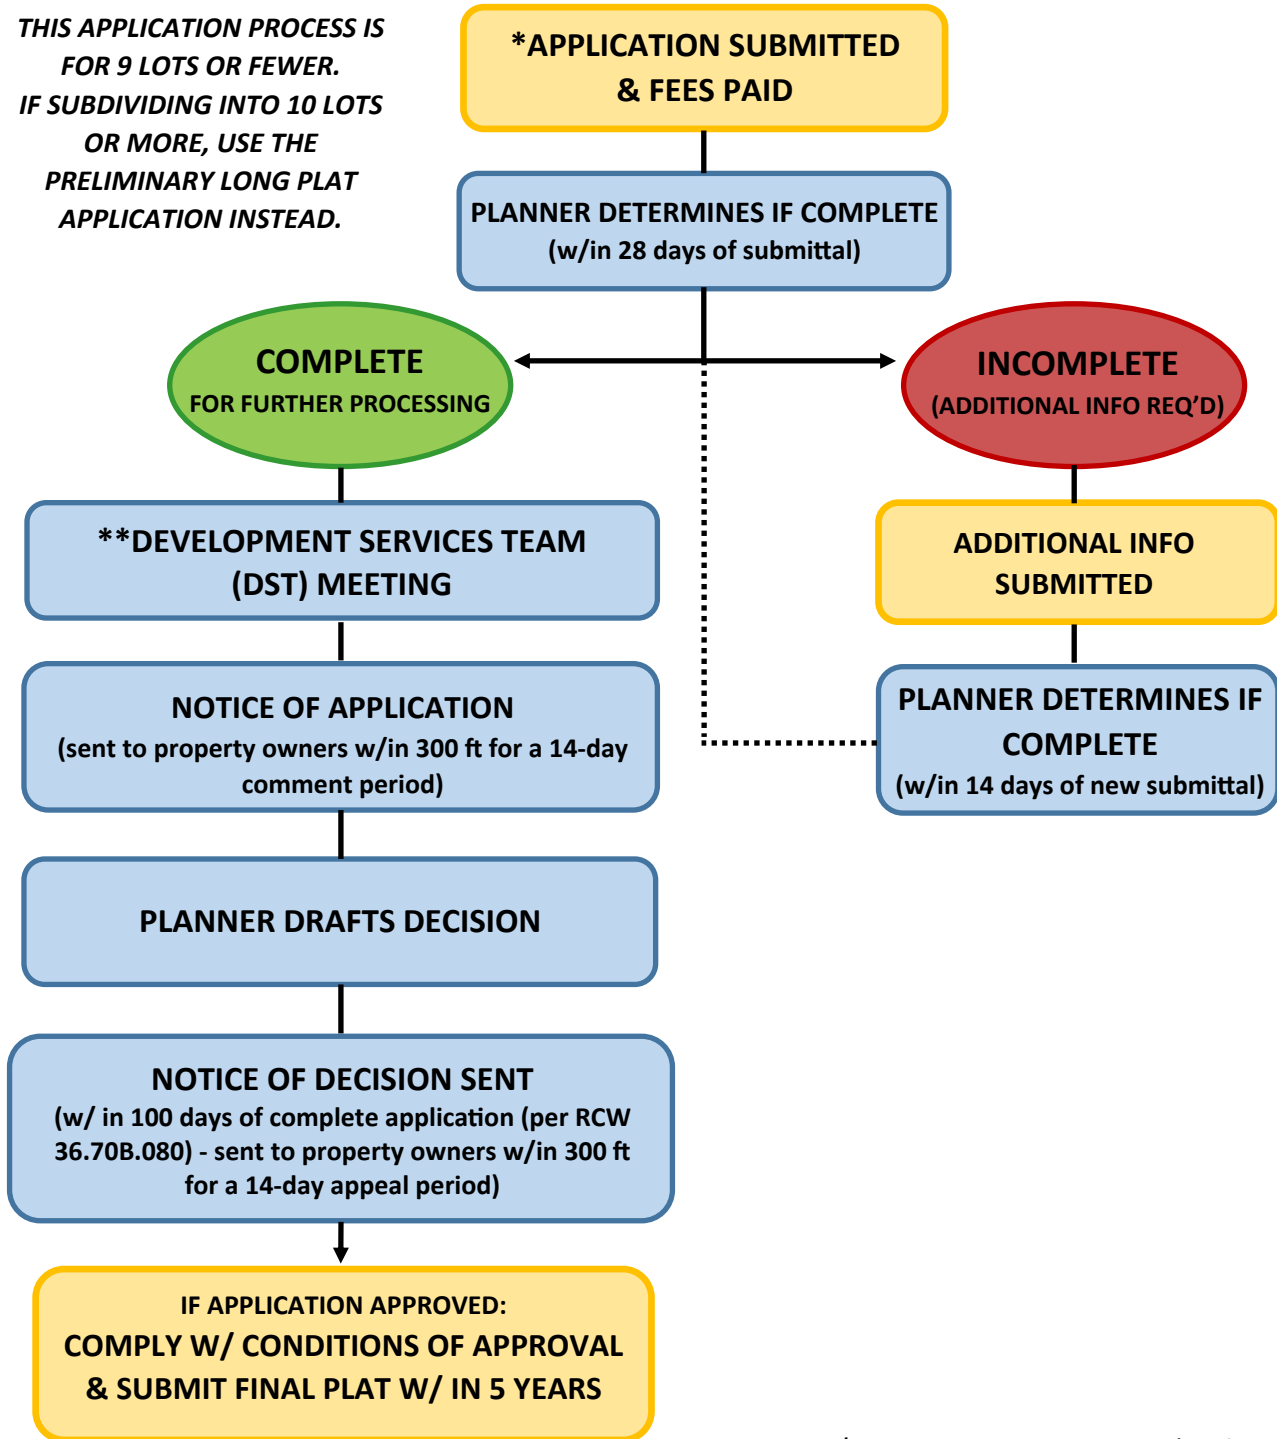 THIS APPLICATION PROCESS IS
FOR 9 LOTS OR FEWER.
IF SUBDIVIDING INTO 10 LOTS
OR MORE, USE THE
PRELIMINARY LONG PLAT
APPLICATION INSTEAD.
*APPLICATION SUBMITTED
& FEES PAID
PLANNER DETERMINES IF COMPLETE
(w/in 28 days of submittal)
COMPLETE
FOR FURTHER PROCESSING
INCOMPLETE
(ADDITIONAL INFO REQ'D)
**DEVELOPMENT SERVICES TEAM
(DST) MEETING
ADDITIONAL INFO
SUBMITTED
NOTICE OF APPLICATION
(sent to property owners w/in 300 ft for a 14-day
comment period)
PLANNER DETERMINES IF
COMPLETE
(w/in 14 days of new submittal)
PLANNER DRAFTS DECISION
NOTICE OF DECISION SENT
(w/ in 100 days of complete application (per RCW
36.70B.080) - sent to property owners w/in 300 ft
for a 14-day appeal period)
IF APPLICATION APPROVED:
COMPLY W/ CONDITIONS OF APPROVAL
& SUBMIT FINAL PLAT W/ IN 5 YEARS